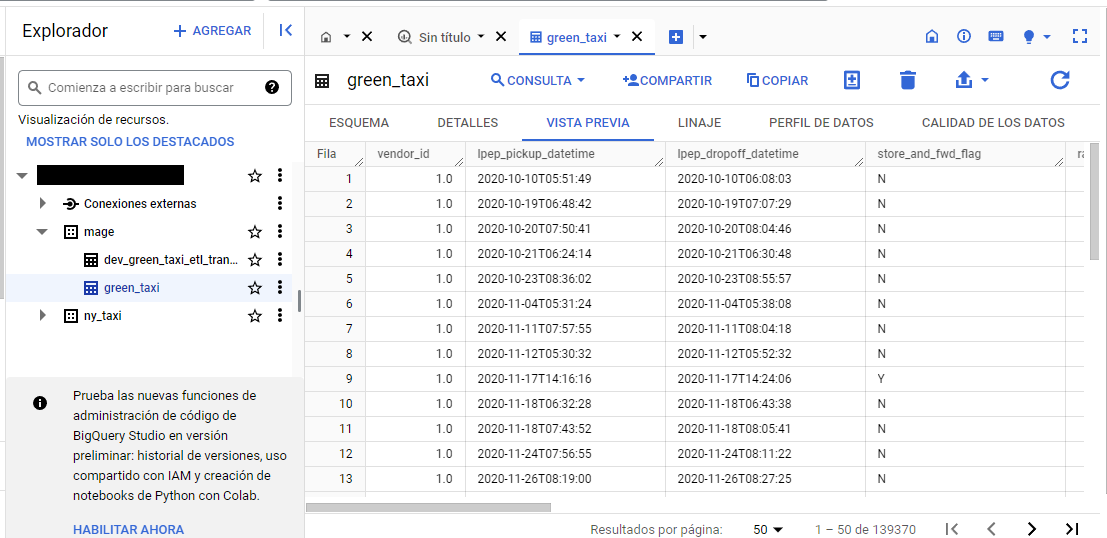 Explorador
+ AGREGAR
Sin título
green_taxi
Comienza a escribir para buscar
Visualización de recursos.
MOSTRAR SOLO LOS DESTACADOS
Conexiones externas
mage
dev_green_taxi_etl_tran...
green_taxi
ny_taxi
Prueba las nuevas funciones de
administración de código de
BigQuery Studio en versión
preliminar: historial de versiones, uso
compartido con IAM y creación de
notebooks de Python con Colab.
HABILITAR AHORA
green_taxi
CONSULTA
COMPARTIR
COPIAR
ESQUEMA DETALLES VISTA PREVIA LINAJE PERFIL DE DATOS CALIDAD DE LOS DATOS
Fila vendor_id lpep_pickup_datetime lpep_dropoff_datetime store_and_fwd_flag
1 1.0 2020-10-10T05:51:49 2020-10-10T06:08:03 N
2 1.0 2020-10-19T06:48:42 2020-10-19T07:07:29 N
3 1.0 2020-10-20T07:50:41 2020-10-20T08:04:46 N
4 1.0 2020-10-21T06:24:14 2020-10-21T06:30:48 N
5 1.0 2020-10-23T08:36:02 2020-10-23T08:55:57 N
6 1.0 2020-11-04T05:31:24 2020-11-04T05:38:08 N
7 1.0 2020-11-11T07:57:55 2020-11-11T08:04:18 N
8 1.0 2020-11-12T05:30:32 2020-11-12T05:52:32 N
9 1.0 2020-11-17T14:16:16 2020-11-17T14:24:06 Y
10 1.0 2020-11-18T06:32:28 2020-11-18T06:43:38 N
11 1.0 2020-11-18T07:43:52 2020-11-18T08:05:41 N
12 1.0 2020-11-24T07:56:55 2020-11-24T08:11:22 N
13 1.0 2020-11-26T08:19:00 2020-11-26T08:27:25 N
Resultados por página: 50 1 – 50 de 139370